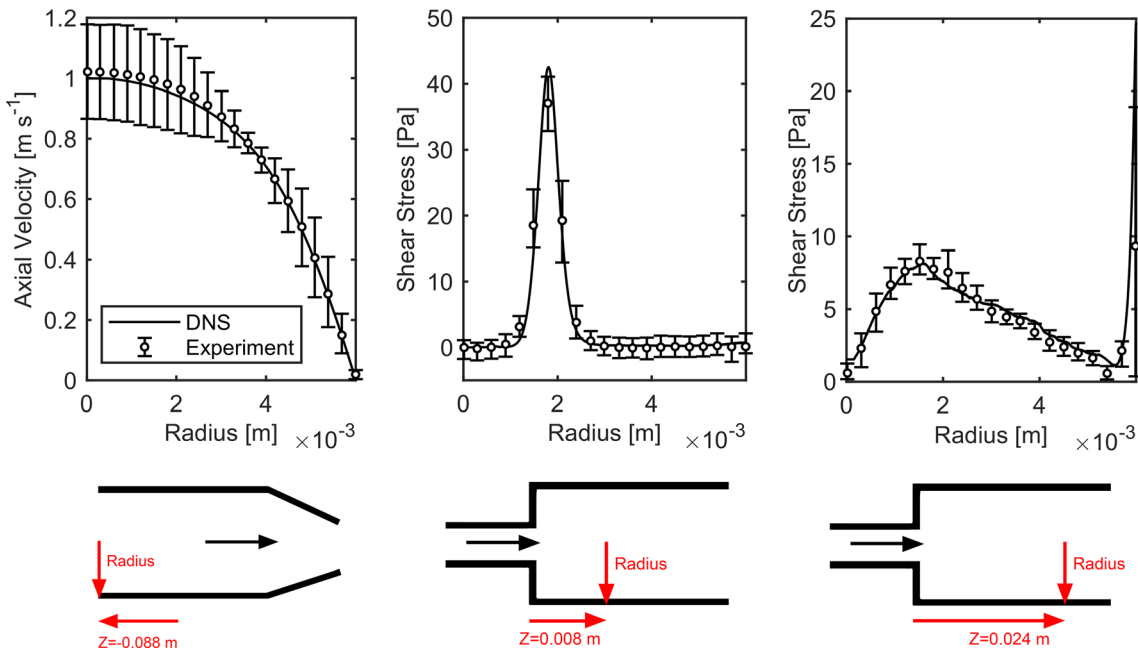 1.2
1
0.8
0.6
0.4
0.2
0
Axial Velocity [m s⁻¹]
DNS
Experiment
0
2
4
Radius [m]
×10⁻³
50
40
30
20
10
0
Shear Stress [Pa]
0
2
4
Radius [m]
×10⁻³
25
20
15
10
5
0
Shear Stress [Pa]
0
2
4
Radius [m]
×10⁻³
Radius
Z=-0.088 m
Radius
Z=0.008 m
Radius
Z=0.024 m